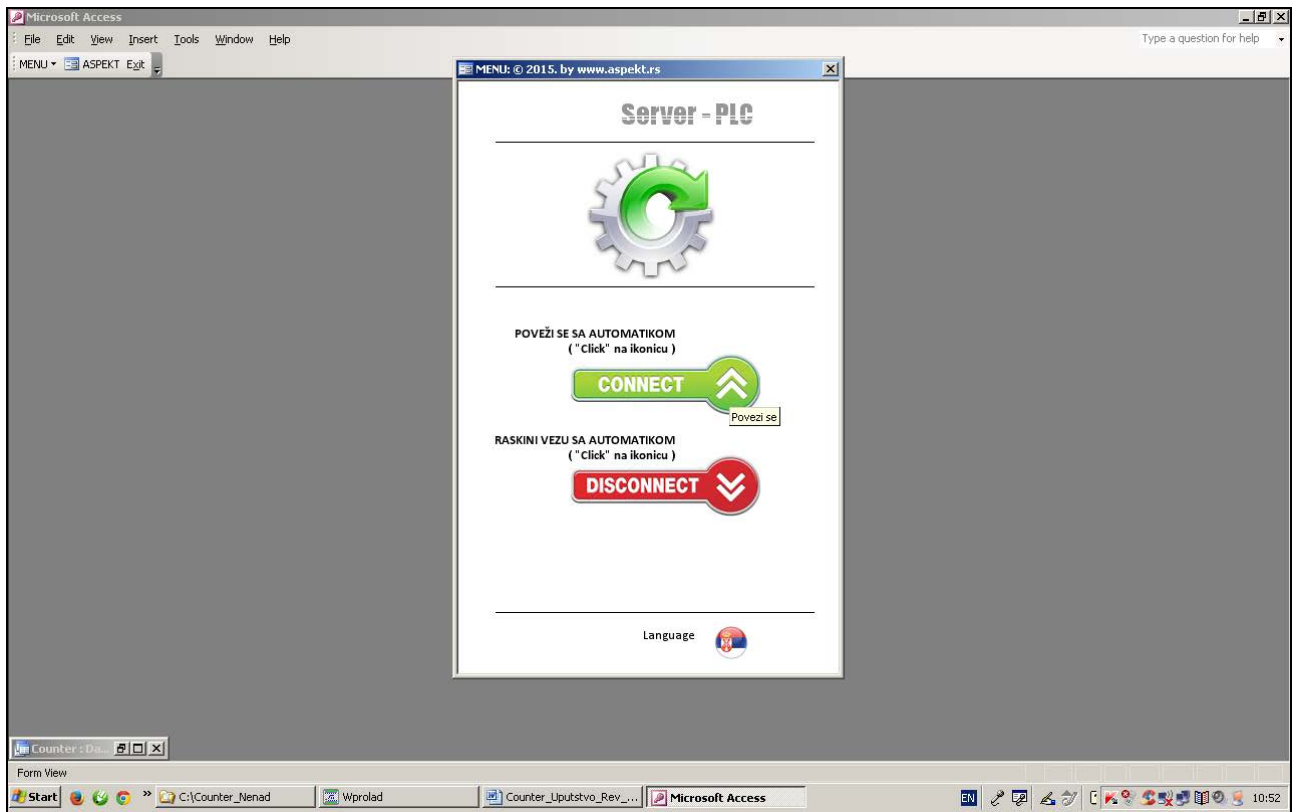 Microsoft Access
File Edit View Insert Tools Window Help
Type a question for help
MENU ASPEKT Exit
MENU: © 2015. by www.aspekt.rs
Server - PLC
POVEŽI SE SA AUTOMATIKOM
( "Click" na ikonicu )
CONNECT
Povezi se
RASKINI VEZU SA AUTOMATIKOM
( "Click" na ikonicu )
DISCONNECT
Language
Counter : Da...
Form View
Start » C:\Counter_Nenad Wprolad Counter_Uputstvo_Rev_... Microsoft Access EN 10:52